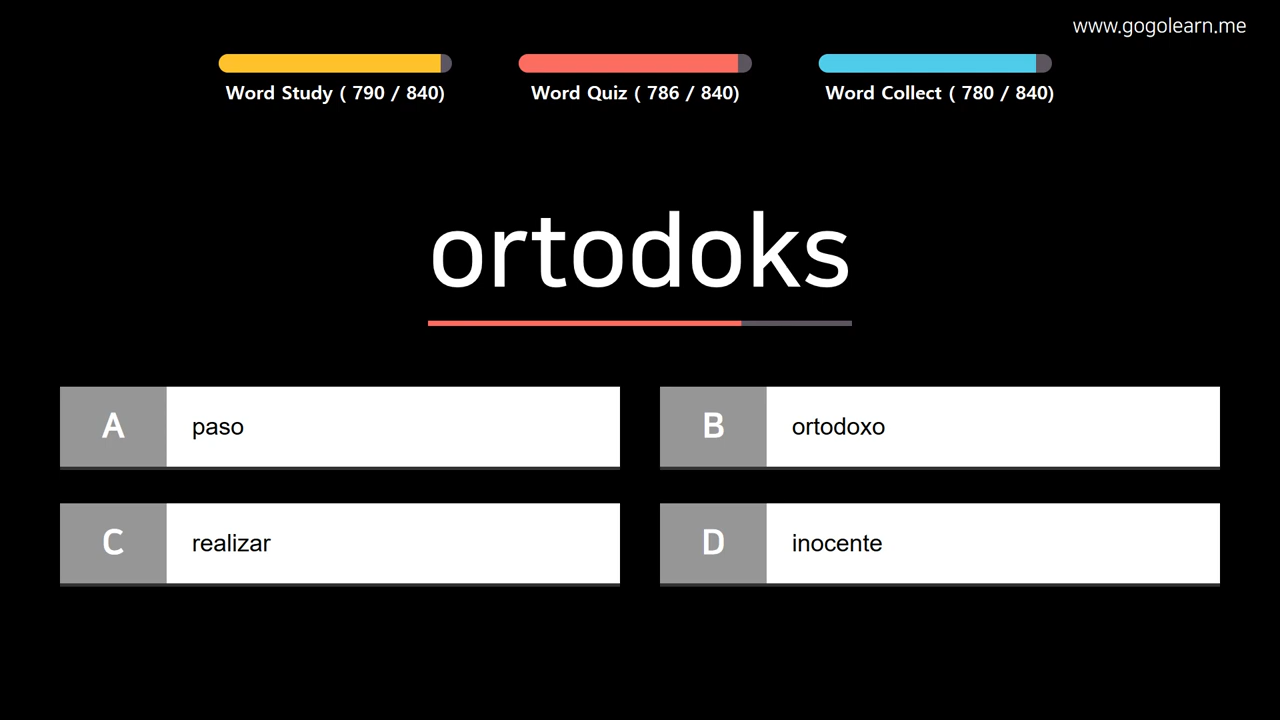 www.gogolearn.me
Word Study ( 790 / 840)
Word Quiz ( 786 / 840)
Word Collect ( 780 / 840)
ortodoks
A paso
B ortodoxo
C realizar
D inocente